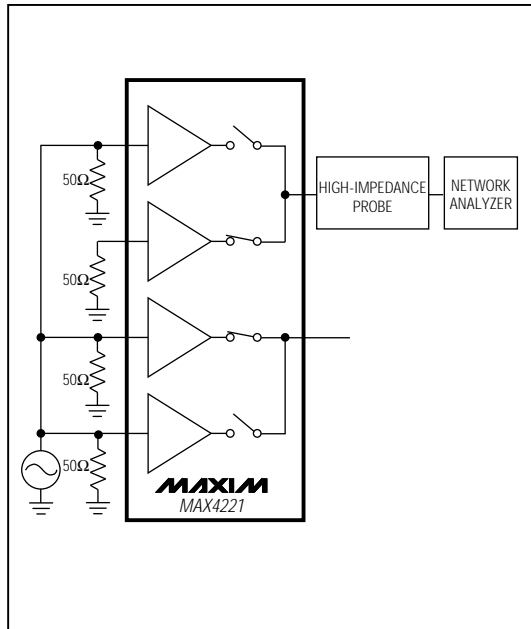 50Ω
HIGH-IMPEDANCE
PROBE
NETWORK
ANALYZER
50Ω
50Ω
50Ω
MAXIM
MAX4221